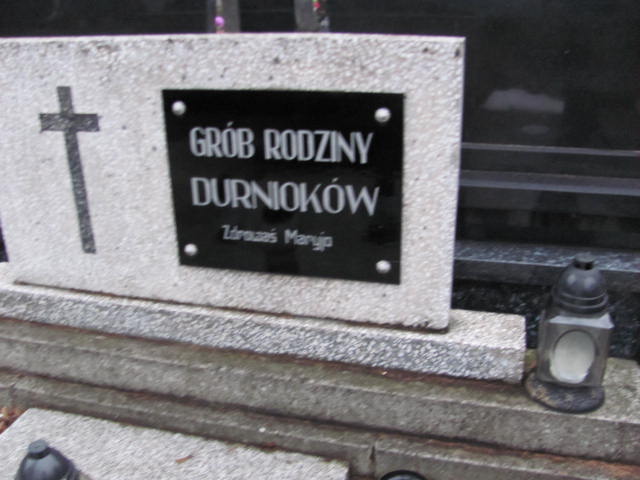 GRÓB RODZINY
DURNIOKÓW
Zdrowaś Maryjo